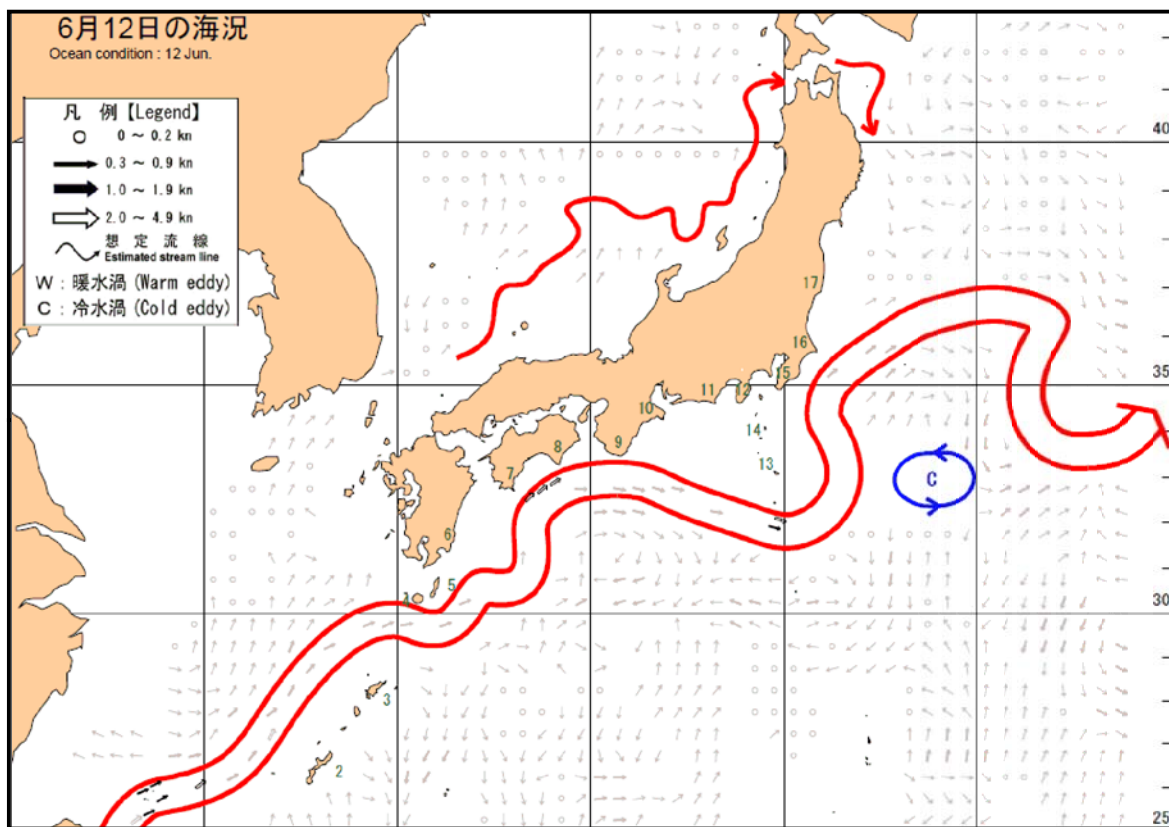 6月12日の海況
Ocean condition : 12 Jun.
凡 例【Legend】
0 ～ 0.2 kn
0.3 ～ 0.9 kn
1.0 ～ 1.9 kn
2.0 ～ 4.9 kn
想 定 流 線
Estimated stream line
W : 暖水渦 (Warm eddy)
C : 冷水渦 (Cold eddy)
40
17
16
35
15
12
11
10
14
9
8
13
7
C
6
5
4
30
3
2
25